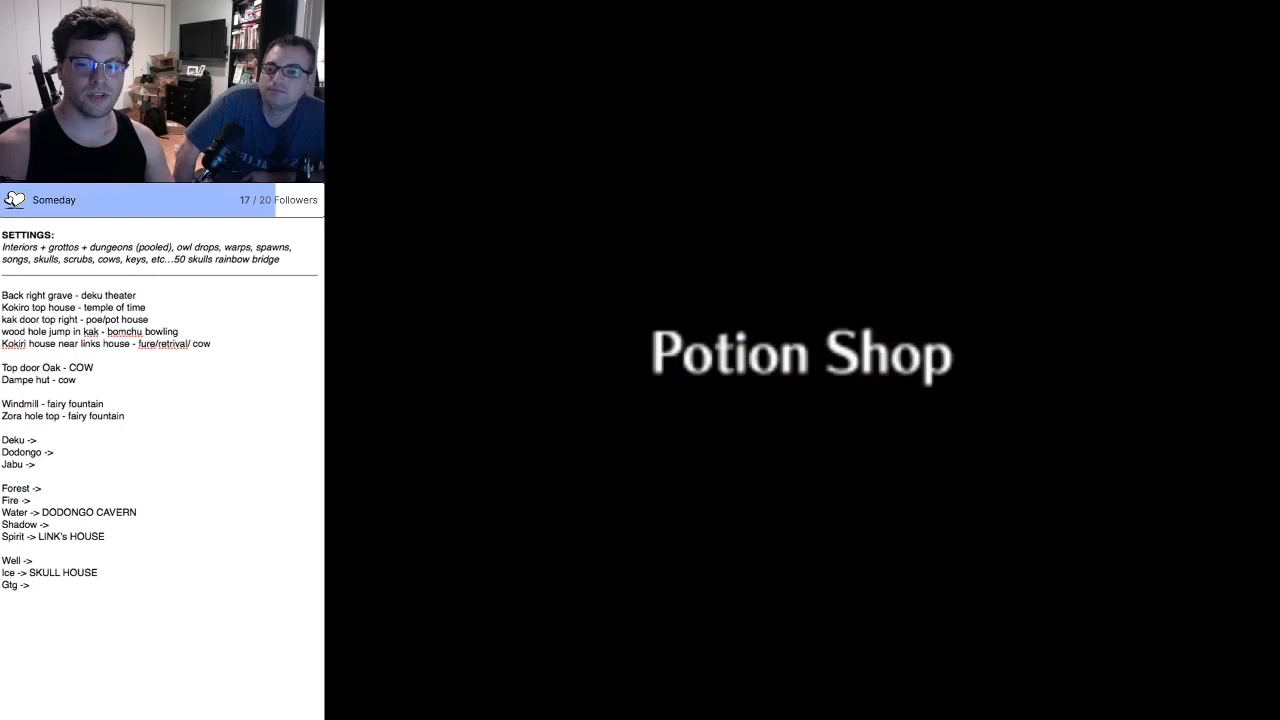 Someday
17 / 20 Followers
SETTINGS:
Interiors + grottos + dungeons (pooled), owl drops, warps, spawns,
songs, skulls, scrubs, cows, keys, etc...50 skulls rainbow bridge
Back right grave - deku theater
Kokiro top house - temple of time
kak door top right - poe/pot house
wood hole jump in kak - bomchu bowling
Kokiri house near links house - fure/retrival/ cow
Top door Oak - COW
Dampe hut - cow
Windmill - fairy fountain
Zora hole top - fairy fountain
Deku ->
Dodongo ->
Jabu ->
Forest ->
Fire ->
Water -> DODONGO CAVERN
Shadow ->
Spirit -> LINK's HOUSE
Well ->
Ice -> SKULL HOUSE
Gtg ->
Potion Shop